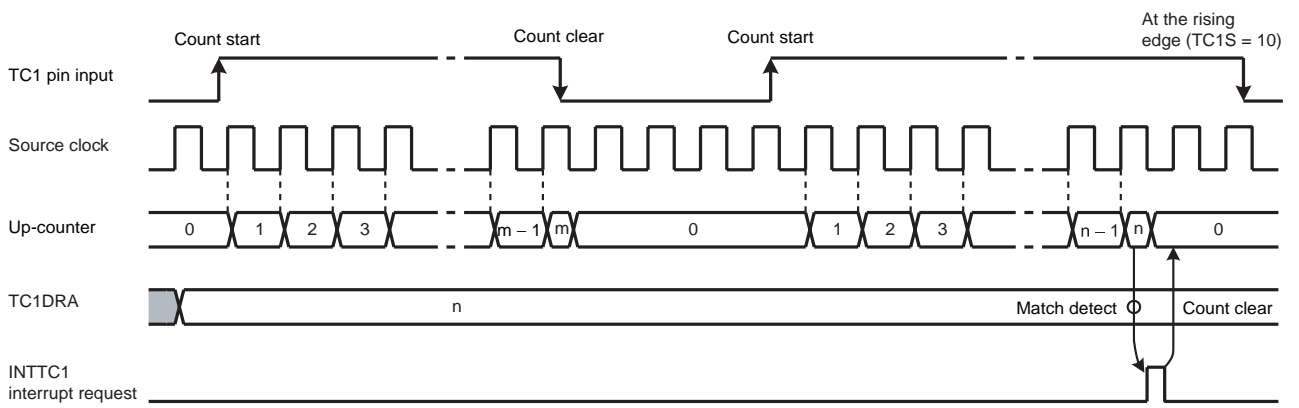 At the rising
edge (TC1S = 10)
Count start
Count clear
Count start
TC1 pin input
Source clock
Up-counter
0
1
2
3
m – 1
m
0
1
2
3
n – 1
n
0
TC1DRA
n
Match detect
Count clear
INTTC1
interrupt request